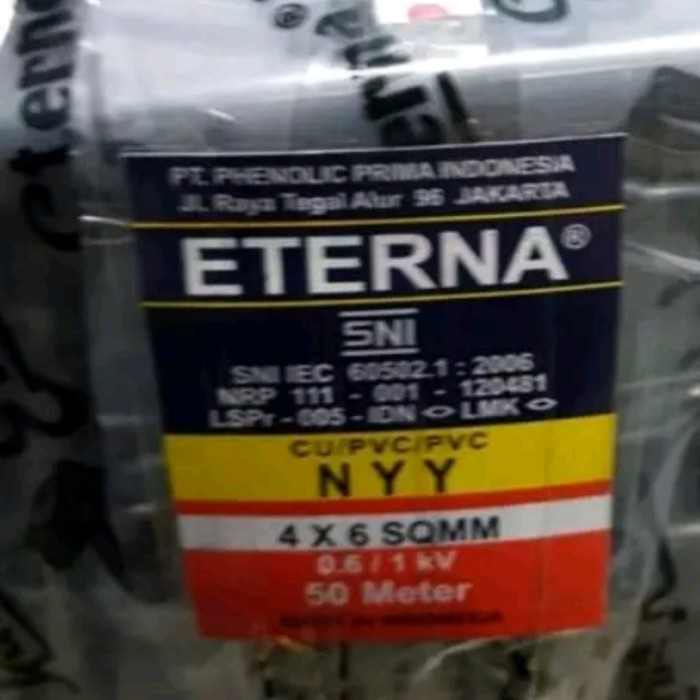 eterna
PT. PHENOLIC PRIMA INDONESIA
Jl. Raya Tegal Alur 96 JAKARTA
ETERNA®
SNI
SNI IEC 60502.1 : 2006
NRP 111 - 001 - 120481
LSPr - 005 - IDN LMK
CU/PVC/PVC
NYY
4 X 6 SQMM
0.6 / 1 kV
50 Meter